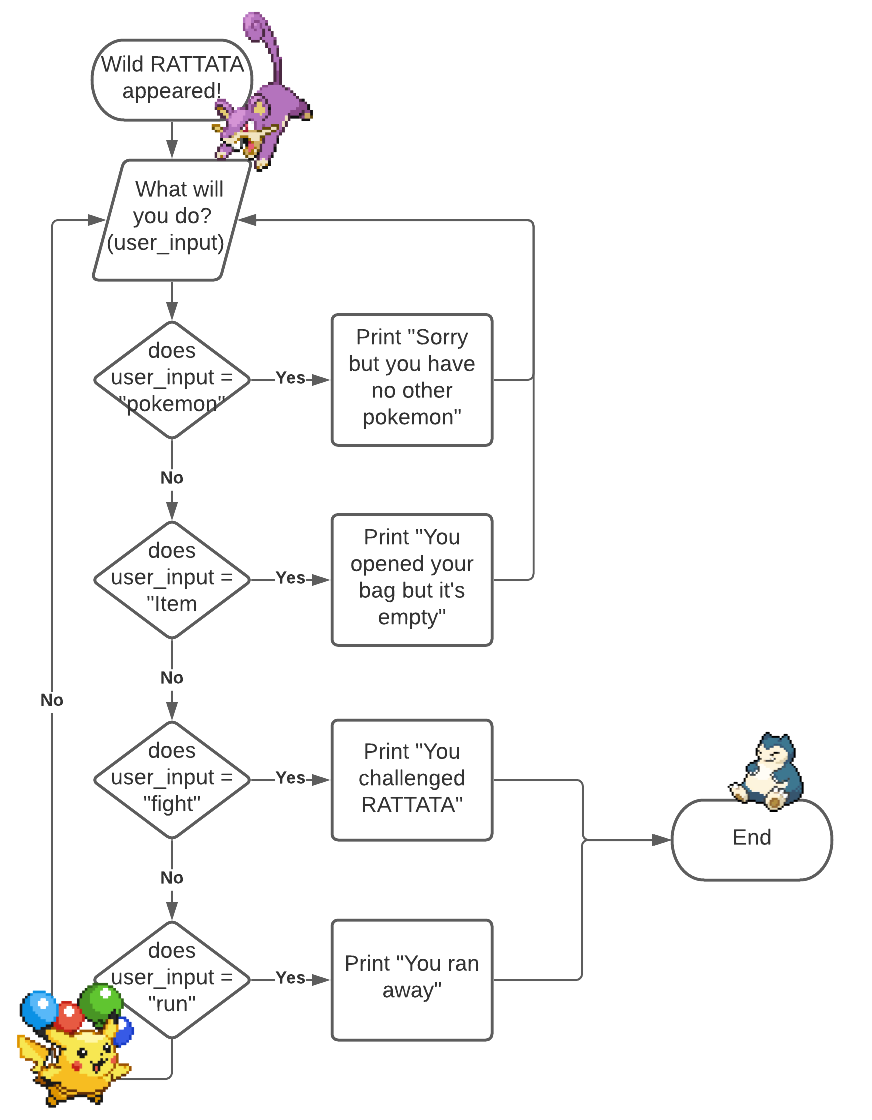 Wild RATTATA
appeared!
What will
you do?
(user_input)
does
user_input =
"pokemon"
Yes
Print "Sorry
but you have
no other
pokemon"
No
does
user_input =
"Item
Yes
Print "You
opened your
bag but it's
empty"
No
does
user_input =
"fight"
Yes
Print "You
challenged
RATTATA"
No
does
user_input =
"run"
Yes
Print "You ran
away"
No
End